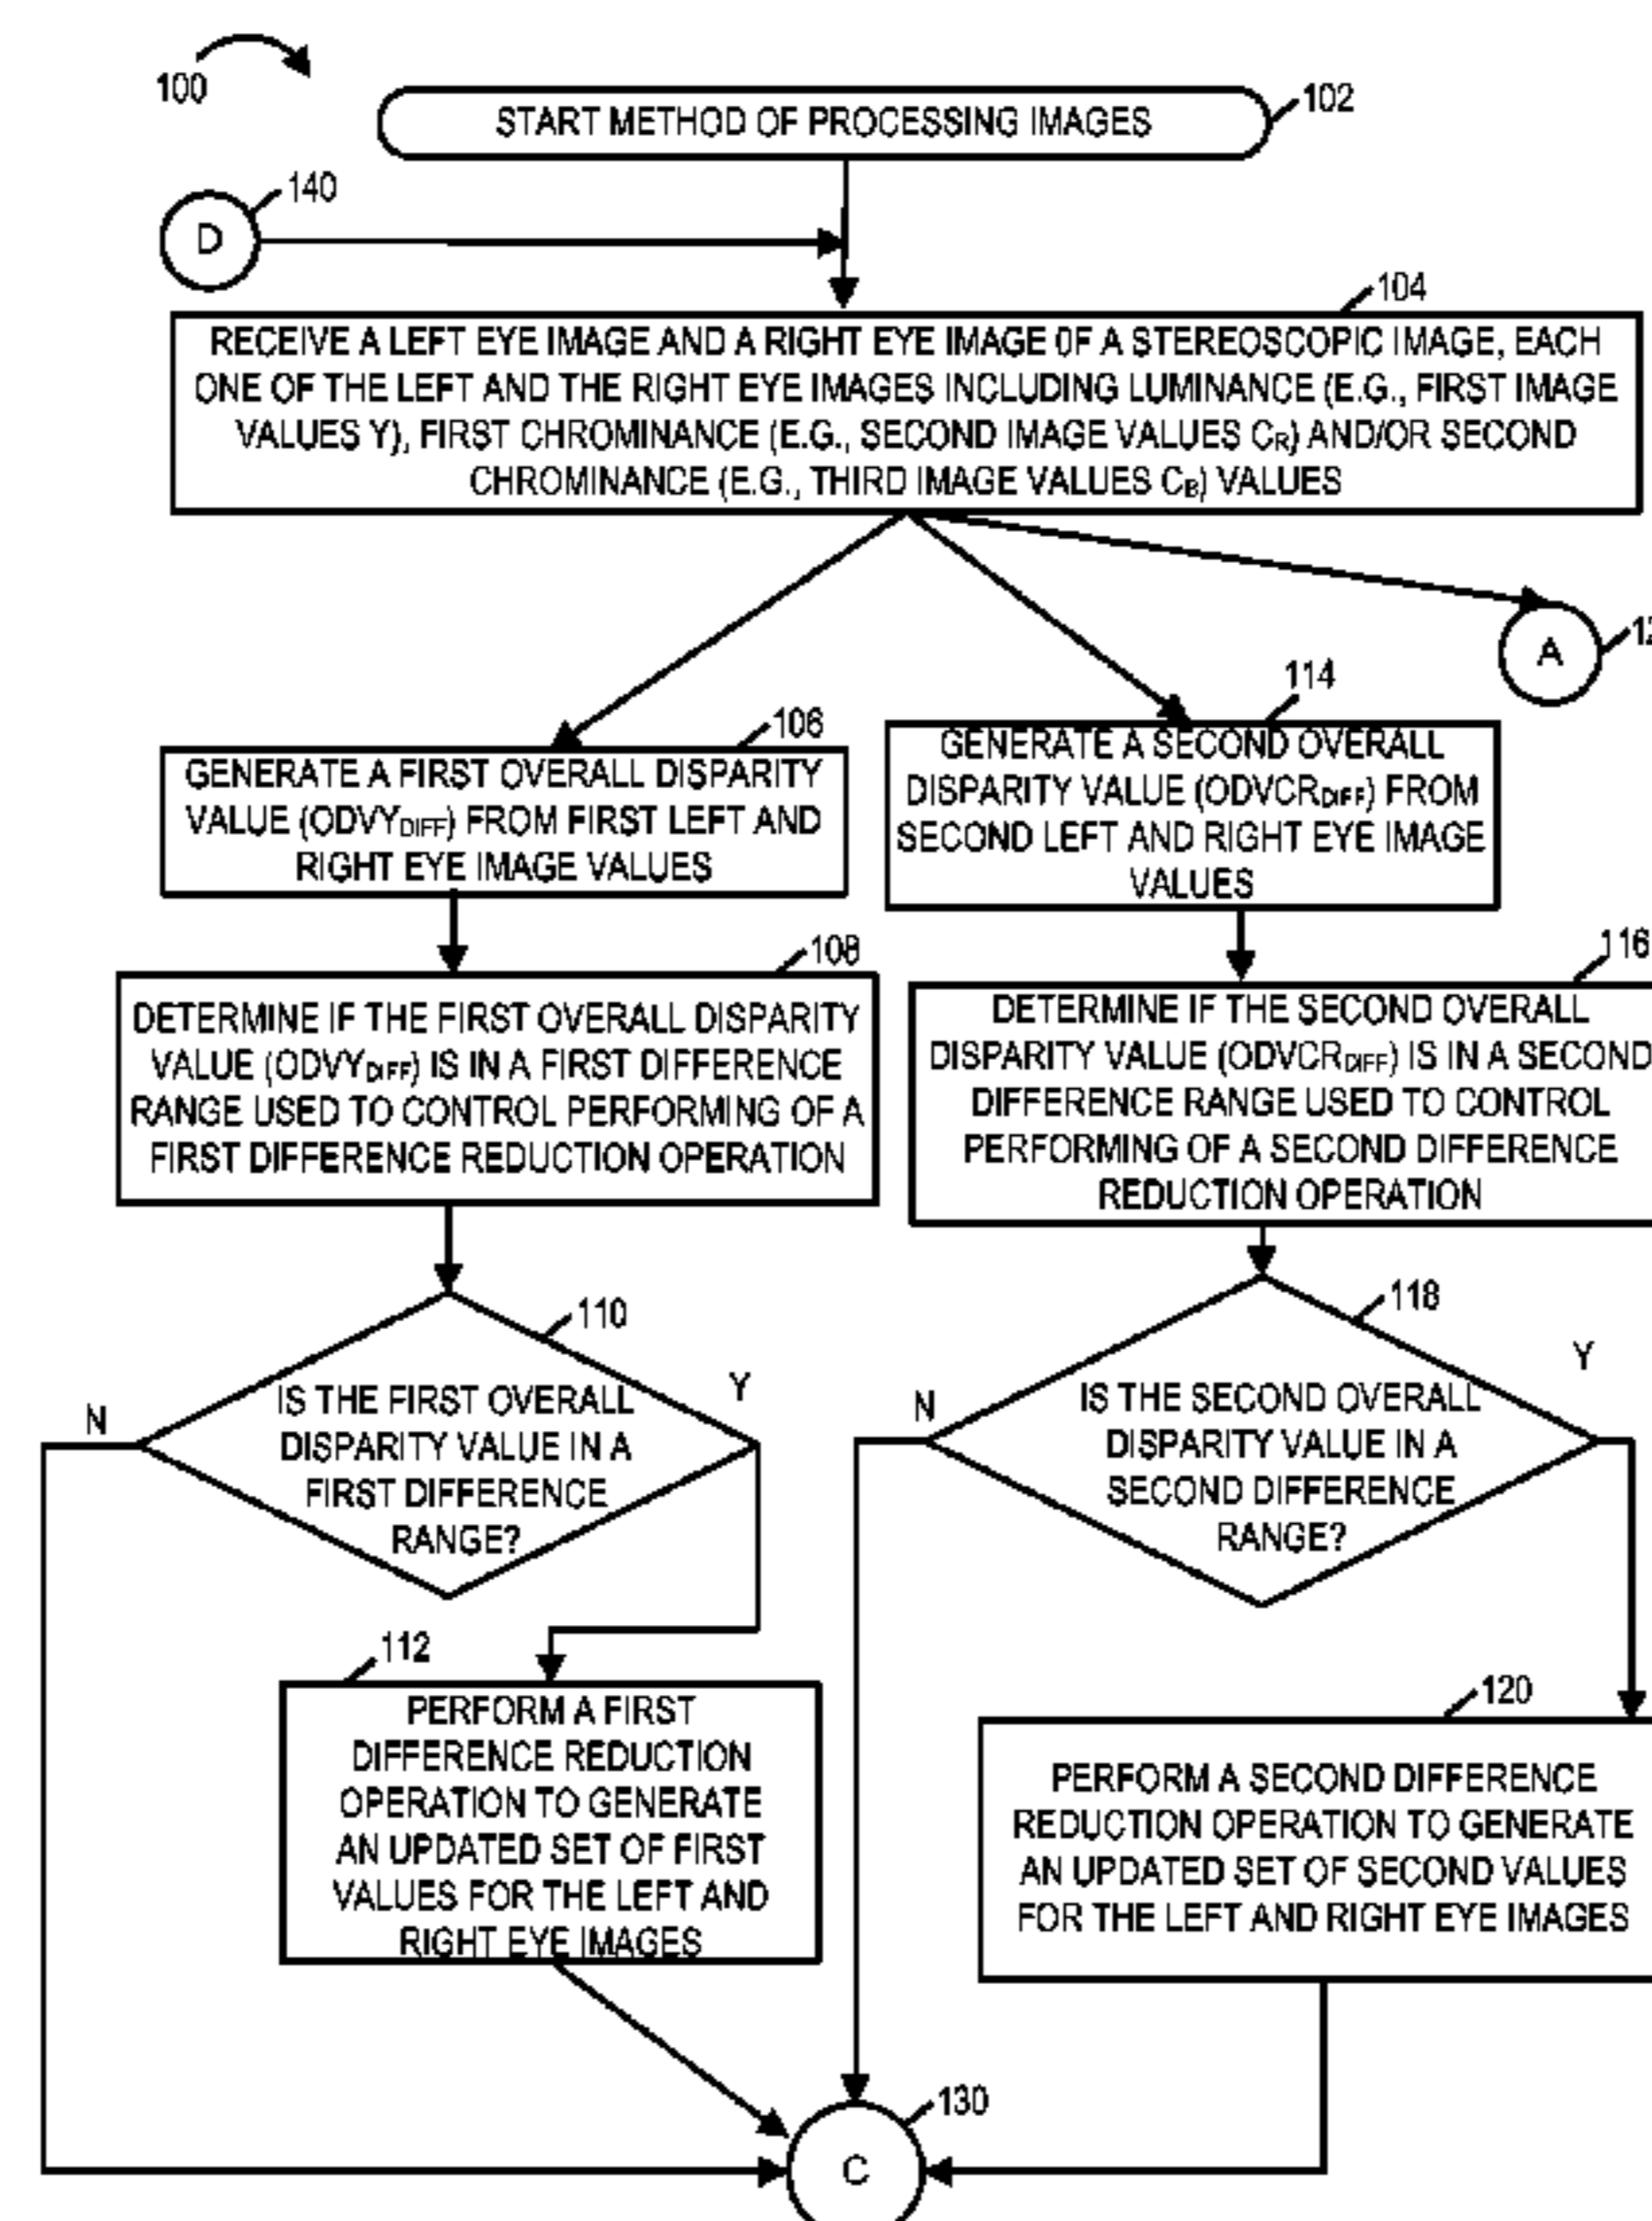 100
START METHOD OF PROCESSING IMAGES
102
140
D
104
RECEIVE A LEFT EYE IMAGE AND A RIGHT EYE IMAGE 0F A STEREOSCOPIC IMAGE, EACH
ONE OF THE LEFT AND THE RIGHT EYE IMAGES INCLUDING LUMINANCE (E.G., FIRST IMAGE
VALUES Y), FIRST CHROMINANCE (E.G., SECOND IMAGE VALUES CR) AND/OR SECOND
CHROMINANCE (E.G., THIRD IMAGE VALUES CB) VALUES
A
106
GENERATE A FIRST OVERALL DISPARITY
VALUE (ODVYDIFF) FROM FIRST LEFT AND
RIGHT EYE IMAGE VALUES
114
GENERATE A SECOND OVERALL
DISPARITY VALUE (ODVCRDIFF) FROM
SECOND LEFT AND RIGHT EYE IMAGE
VALUES
108
DETERMINE IF THE FIRST OVERALL DISPARITY
VALUE (ODVYDIFF) IS IN A FIRST DIFFERENCE
RANGE USED TO CONTROL PERFORMING OF A
FIRST DIFFERENCE REDUCTION OPERATION
116
DETERMINE IF THE SECOND OVERALL
DISPARITY VALUE (ODVCRDIFF) IS IN A SECOND
DIFFERENCE RANGE USED TO CONTROL
PERFORMING OF A SECOND DIFFERENCE
REDUCTION OPERATION
110
N
Y
IS THE FIRST OVERALL
DISPARITY VALUE IN A
FIRST DIFFERENCE
RANGE?
118
N
Y
IS THE SECOND OVERALL
DISPARITY VALUE IN A
SECOND DIFFERENCE
RANGE?
112
PERFORM A FIRST
DIFFERENCE REDUCTION
OPERATION TO GENERATE
AN UPDATED SET OF FIRST
VALUES FOR THE LEFT AND
RIGHT EYE IMAGES
120
PERFORM A SECOND DIFFERENCE
REDUCTION OPERATION TO GENERATE
AN UPDATED SET OF SECOND VALUES
FOR THE LEFT AND RIGHT EYE IMAGES
130
C